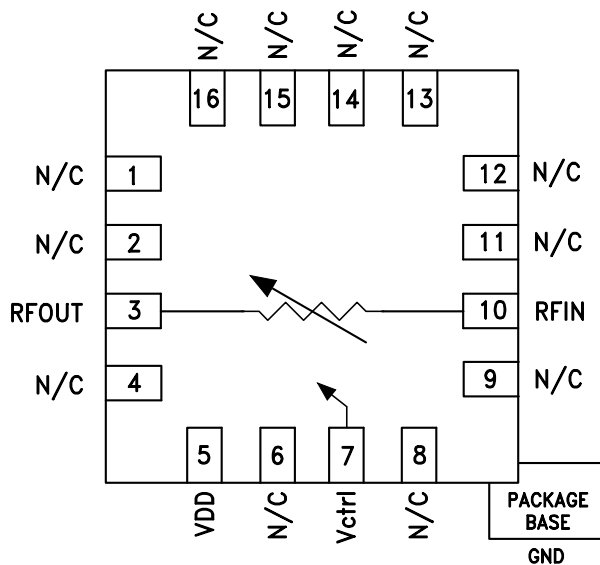 N/C N/C N/C N/C
16 15 14 13
N/C 1 12 N/C
N/C 2 11 N/C
RFOUT 3 10 RFIN
N/C 4 9 N/C
5 6 7 8
VDD N/C Vctrl N/C
PACKAGE
BASE
GND